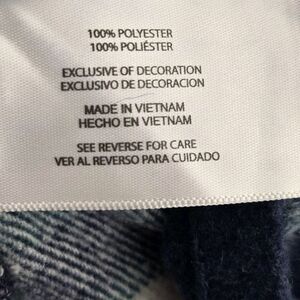 100% POLYESTER
100% POLIÉSTER
EXCLUSIVE OF DECORATION
EXCLUSIVO DE DECORACION
MADE IN VIETNAM
HECHO EN VIETNAM
SEE REVERSE FOR CARE
VER AL REVERSO PARA CUIDADO